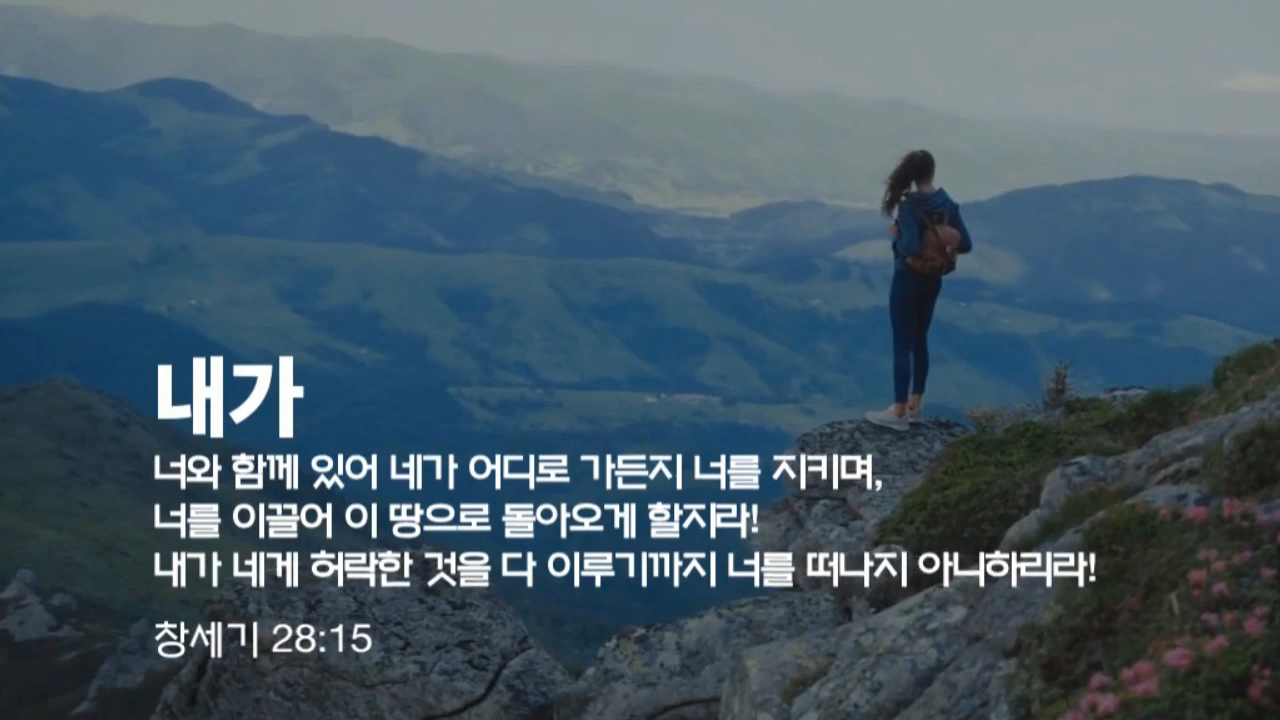 내가
너와 함께 있어 네가 어디로 가든지 너를 지키며,
너를 이끌어 이 땅으로 돌아오게 할지라!
내가 네게 허락한 것을 다 이루기까지 너를 떠나지 아니하리라!
창세기 28:15